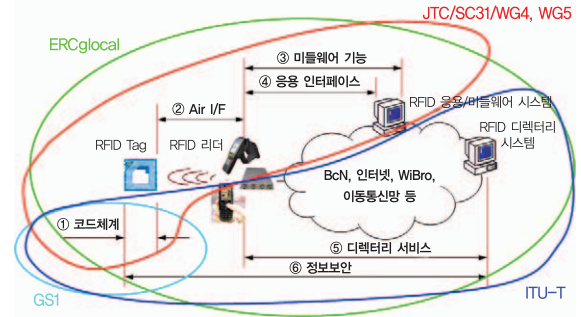 JTC/SC31/WG4, WG5
ERCglocal
③ 미들웨어 기능
④ 응용 인터페이스
② Air I/F
RFID 응용/미들웨어 시스템
RFID Tag
RFID 리더
RFID 디렉터리
시스템
BcN, 인터넷, WiBro,
이동통신망 등
① 코드체계
⑤ 디렉터리 서비스
⑥ 정보보안
GS1
ITU-T